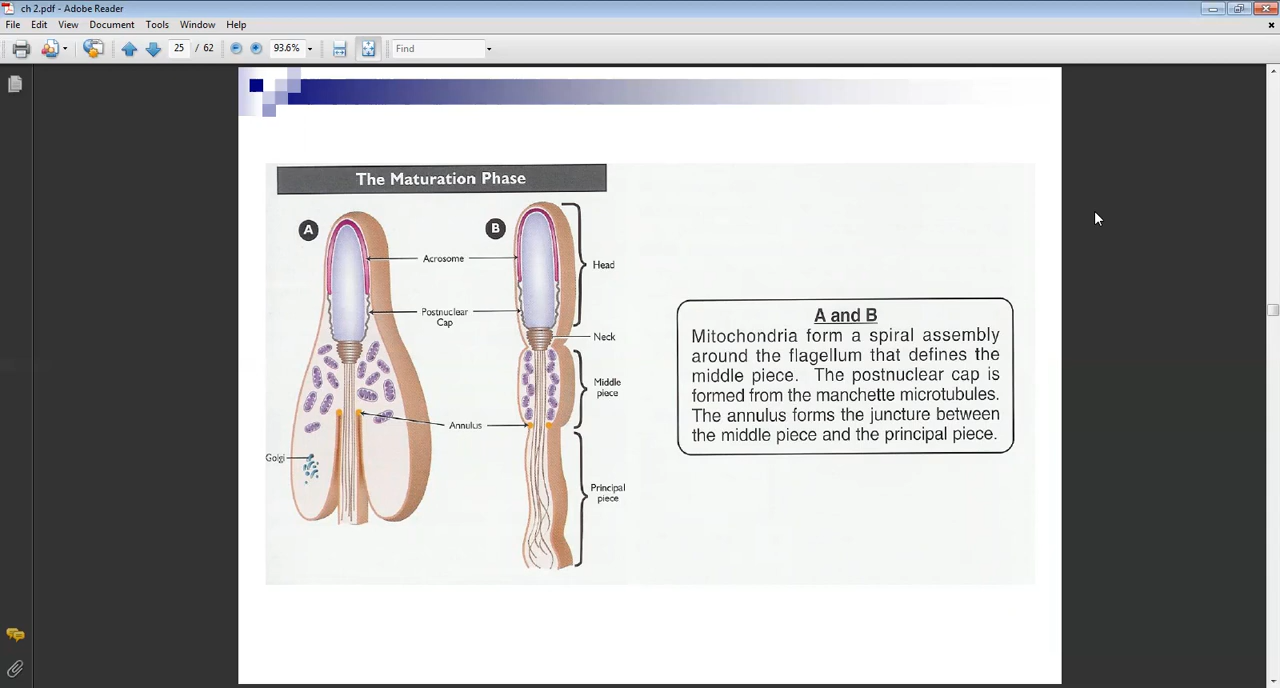 ch 2.pdf - Adobe Reader
File Edit View Document Tools Window Help
25 / 62 93.6% Find
The Maturation Phase
A
B
Acrosome
Head
Postnuclear
Cap
Neck
Middle
piece
Annulus
Golgi
Principal
piece
A and B
Mitochondria form a spiral assembly
around the flagellum that defines the
middle piece. The postnuclear cap is
formed from the manchette microtubules.
The annulus forms the juncture between
the middle piece and the principal piece.